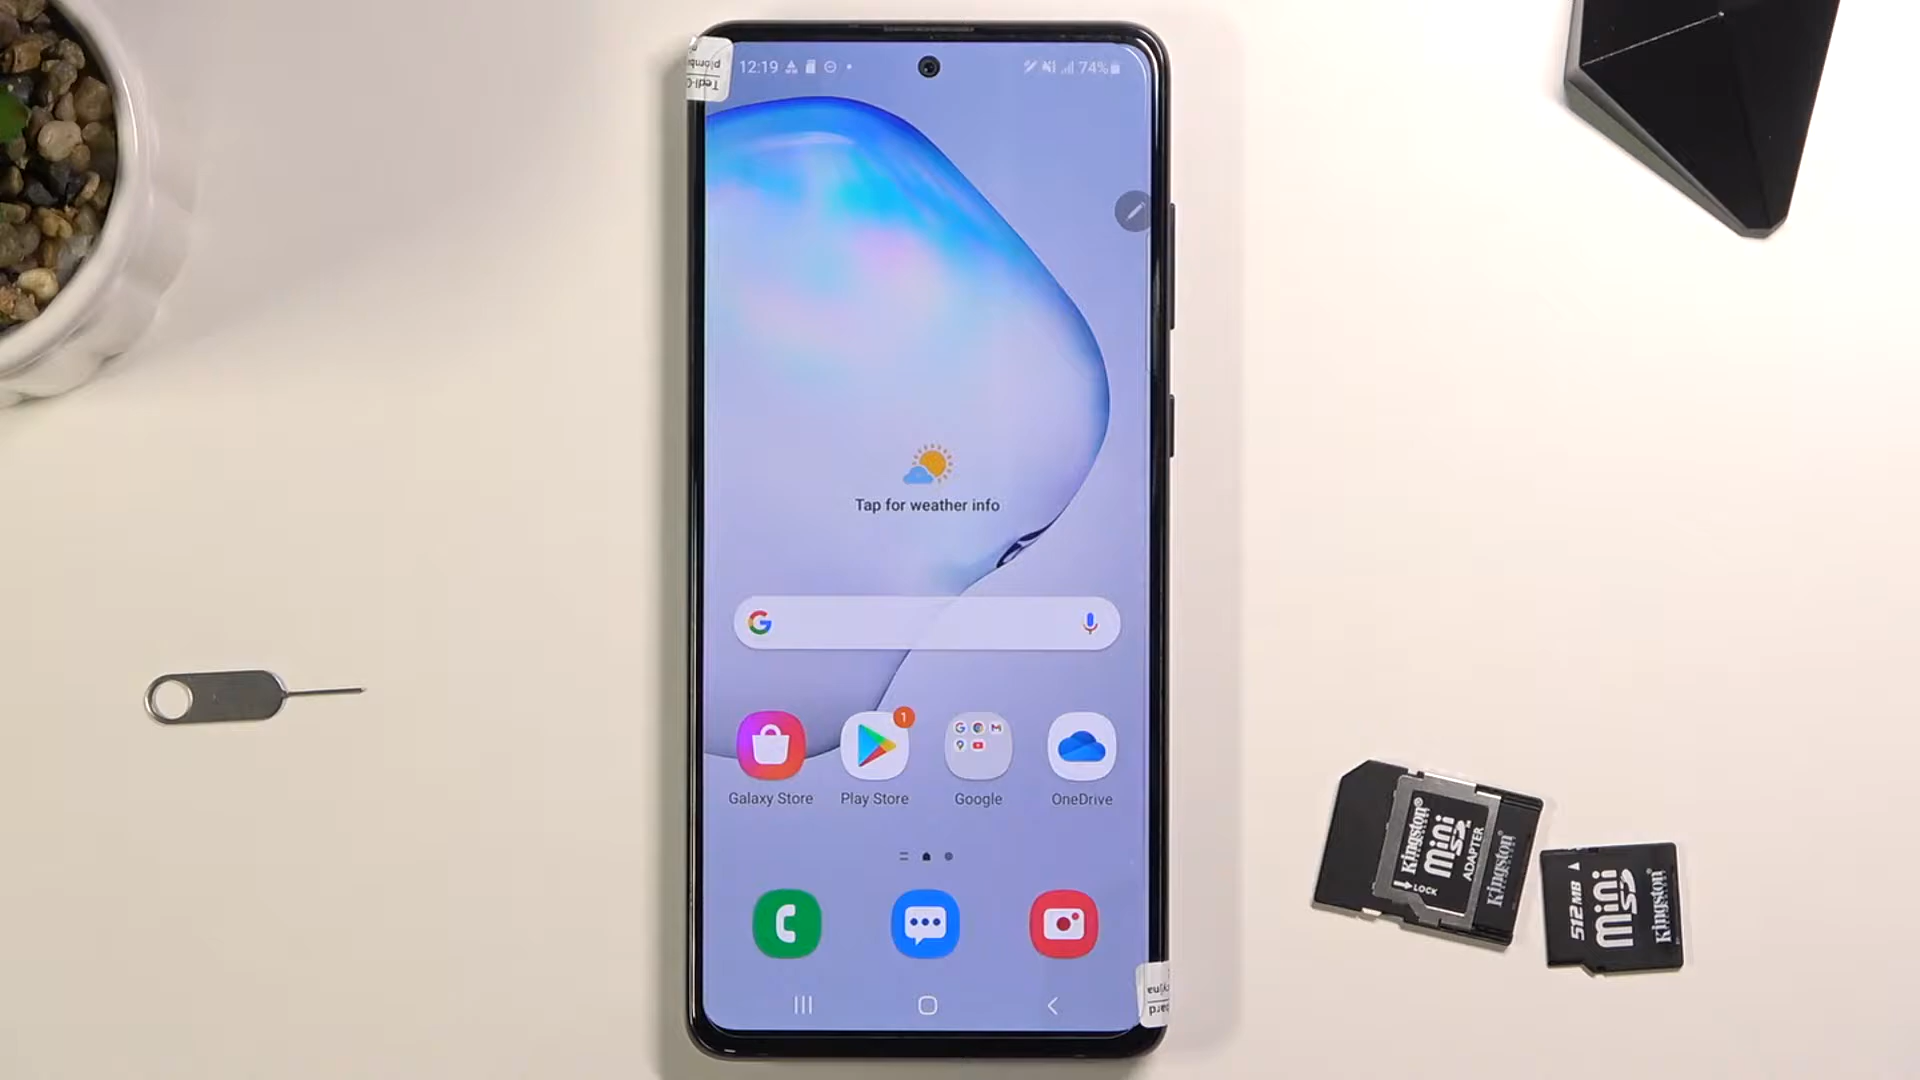 12:19
74%
Tap for weather info
1
Galaxy Store
Play Store
Google
OneDrive
Kingston®
mini
SD
ADAPTER
LOCK
Kingston®
512MB
mini
SD
Kingston®